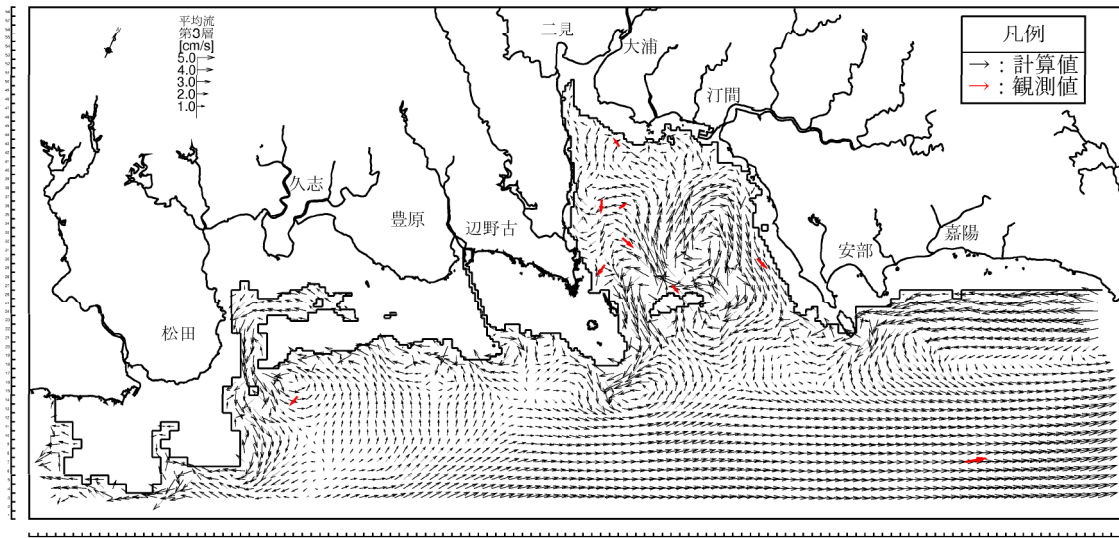 平均流
第3層
[cm/s]
5.0
4.0
3.0
2.0
1.0
二見
大浦
汀間
凡例
→ : 計算値
→ : 観測値
久志
豊原
辺野古
安部
嘉陽
松田